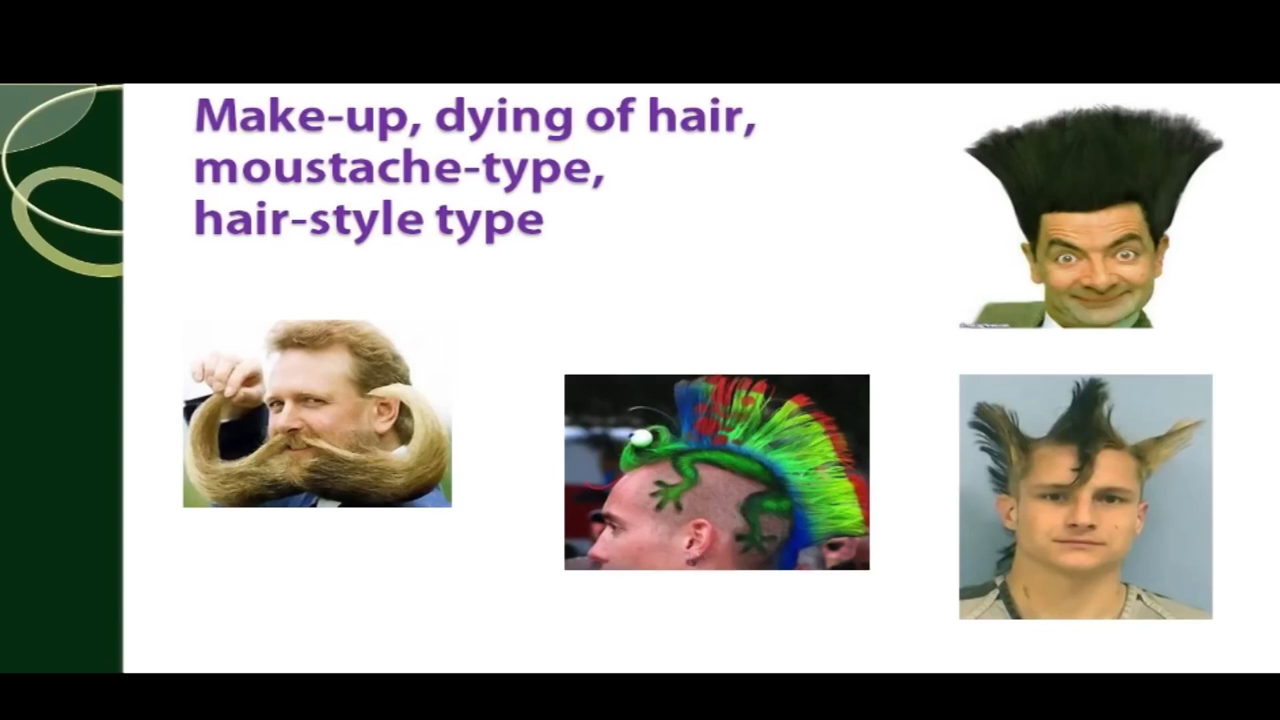 Make-up, dying of hair,
moustache-type,
hair-style type